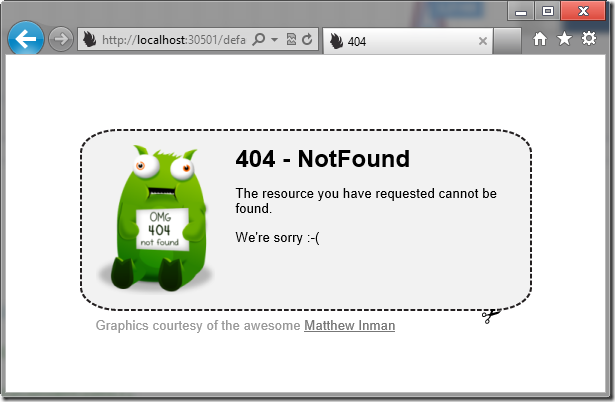 http://localhost:30501/defa
404
404 - NotFound
The resource you have requested cannot be
found.
We're sorry :-(
OMG
404
not found
Graphics courtesy of the awesome Matthew Inman